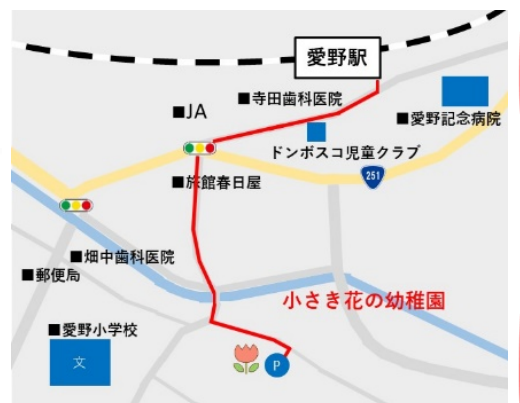 愛野駅
■寺田歯科医院
■JA
■愛野記念病院
ドンボスコ児童クラブ
■旅館春日屋
251
■畑中歯科医院
■郵便局
小さき花の幼稚園
■愛野小学校
文
P